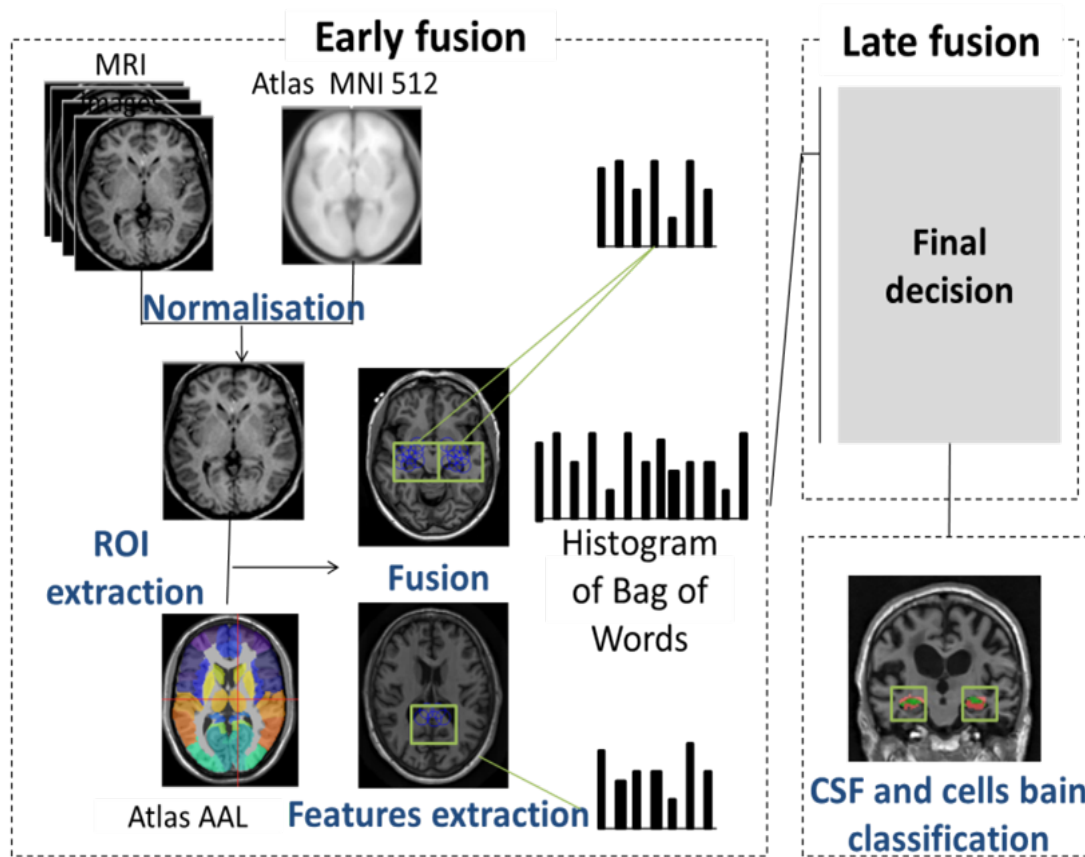 Early fusion
Late fusion
MRI
Images
Atlas MNI 512
Normalisation
Final
decision
ROI
extraction
Fusion
Histogram
of Bag of
Words
Atlas AAL
Features extraction
CSF and cells bain
classification